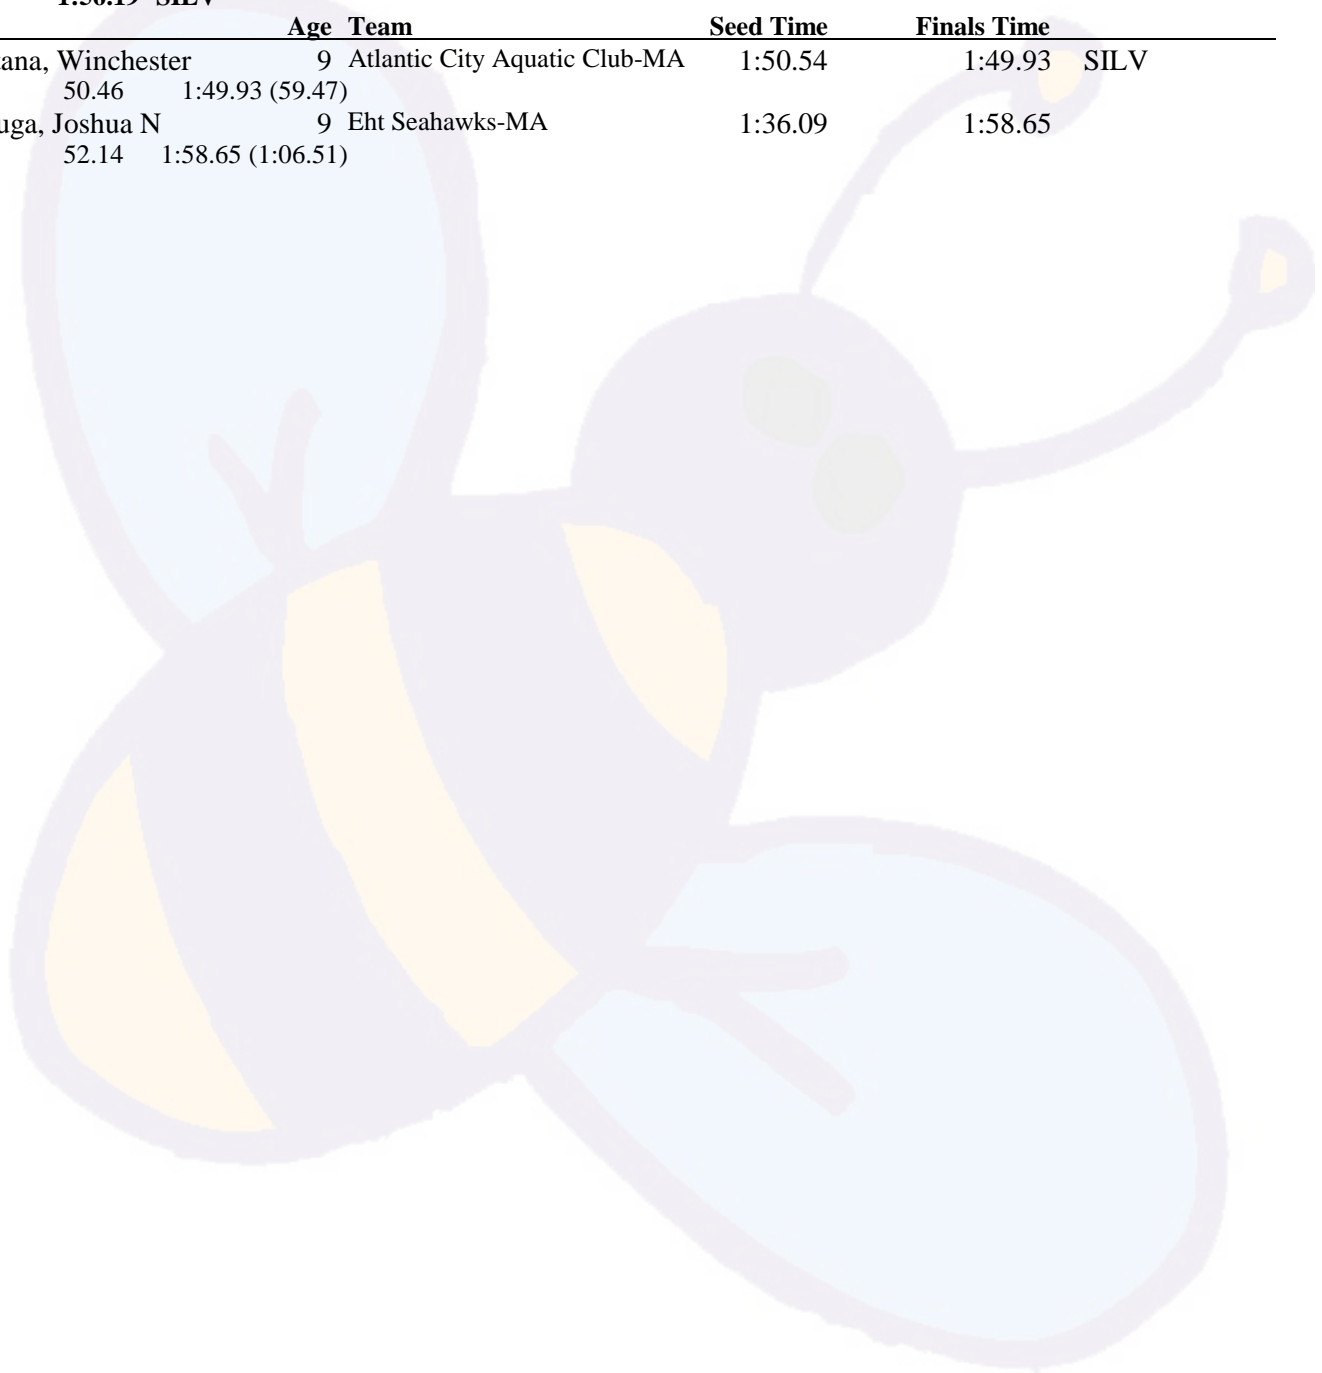 SILV
Age Team Seed Time Finals Time
Winchester 9 Atlantic City Aquatic Club-MA 1:50.54 1:49.93 SILV
50.46 1:49.93 (59.47)
Joshua N 9 Eht Seahawks-MA 1:36.09 1:58.65
52.14 1:58.65 (1:06.51)